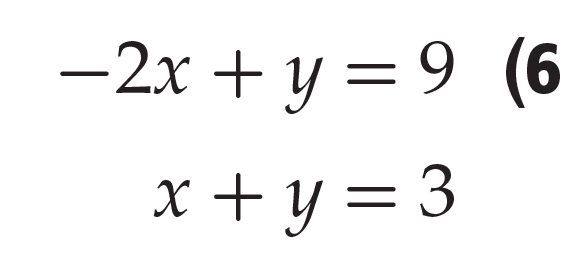 −2x + y = 9 (6
x + y = 3